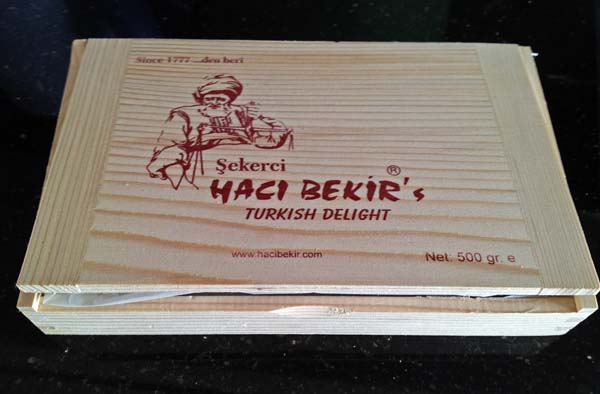 Since 1777 ...den beri
Şekerci
®
HACI BEKİR's
TURKISH DELIGHT
www.hacibekir.com
Net: 500 gr. e